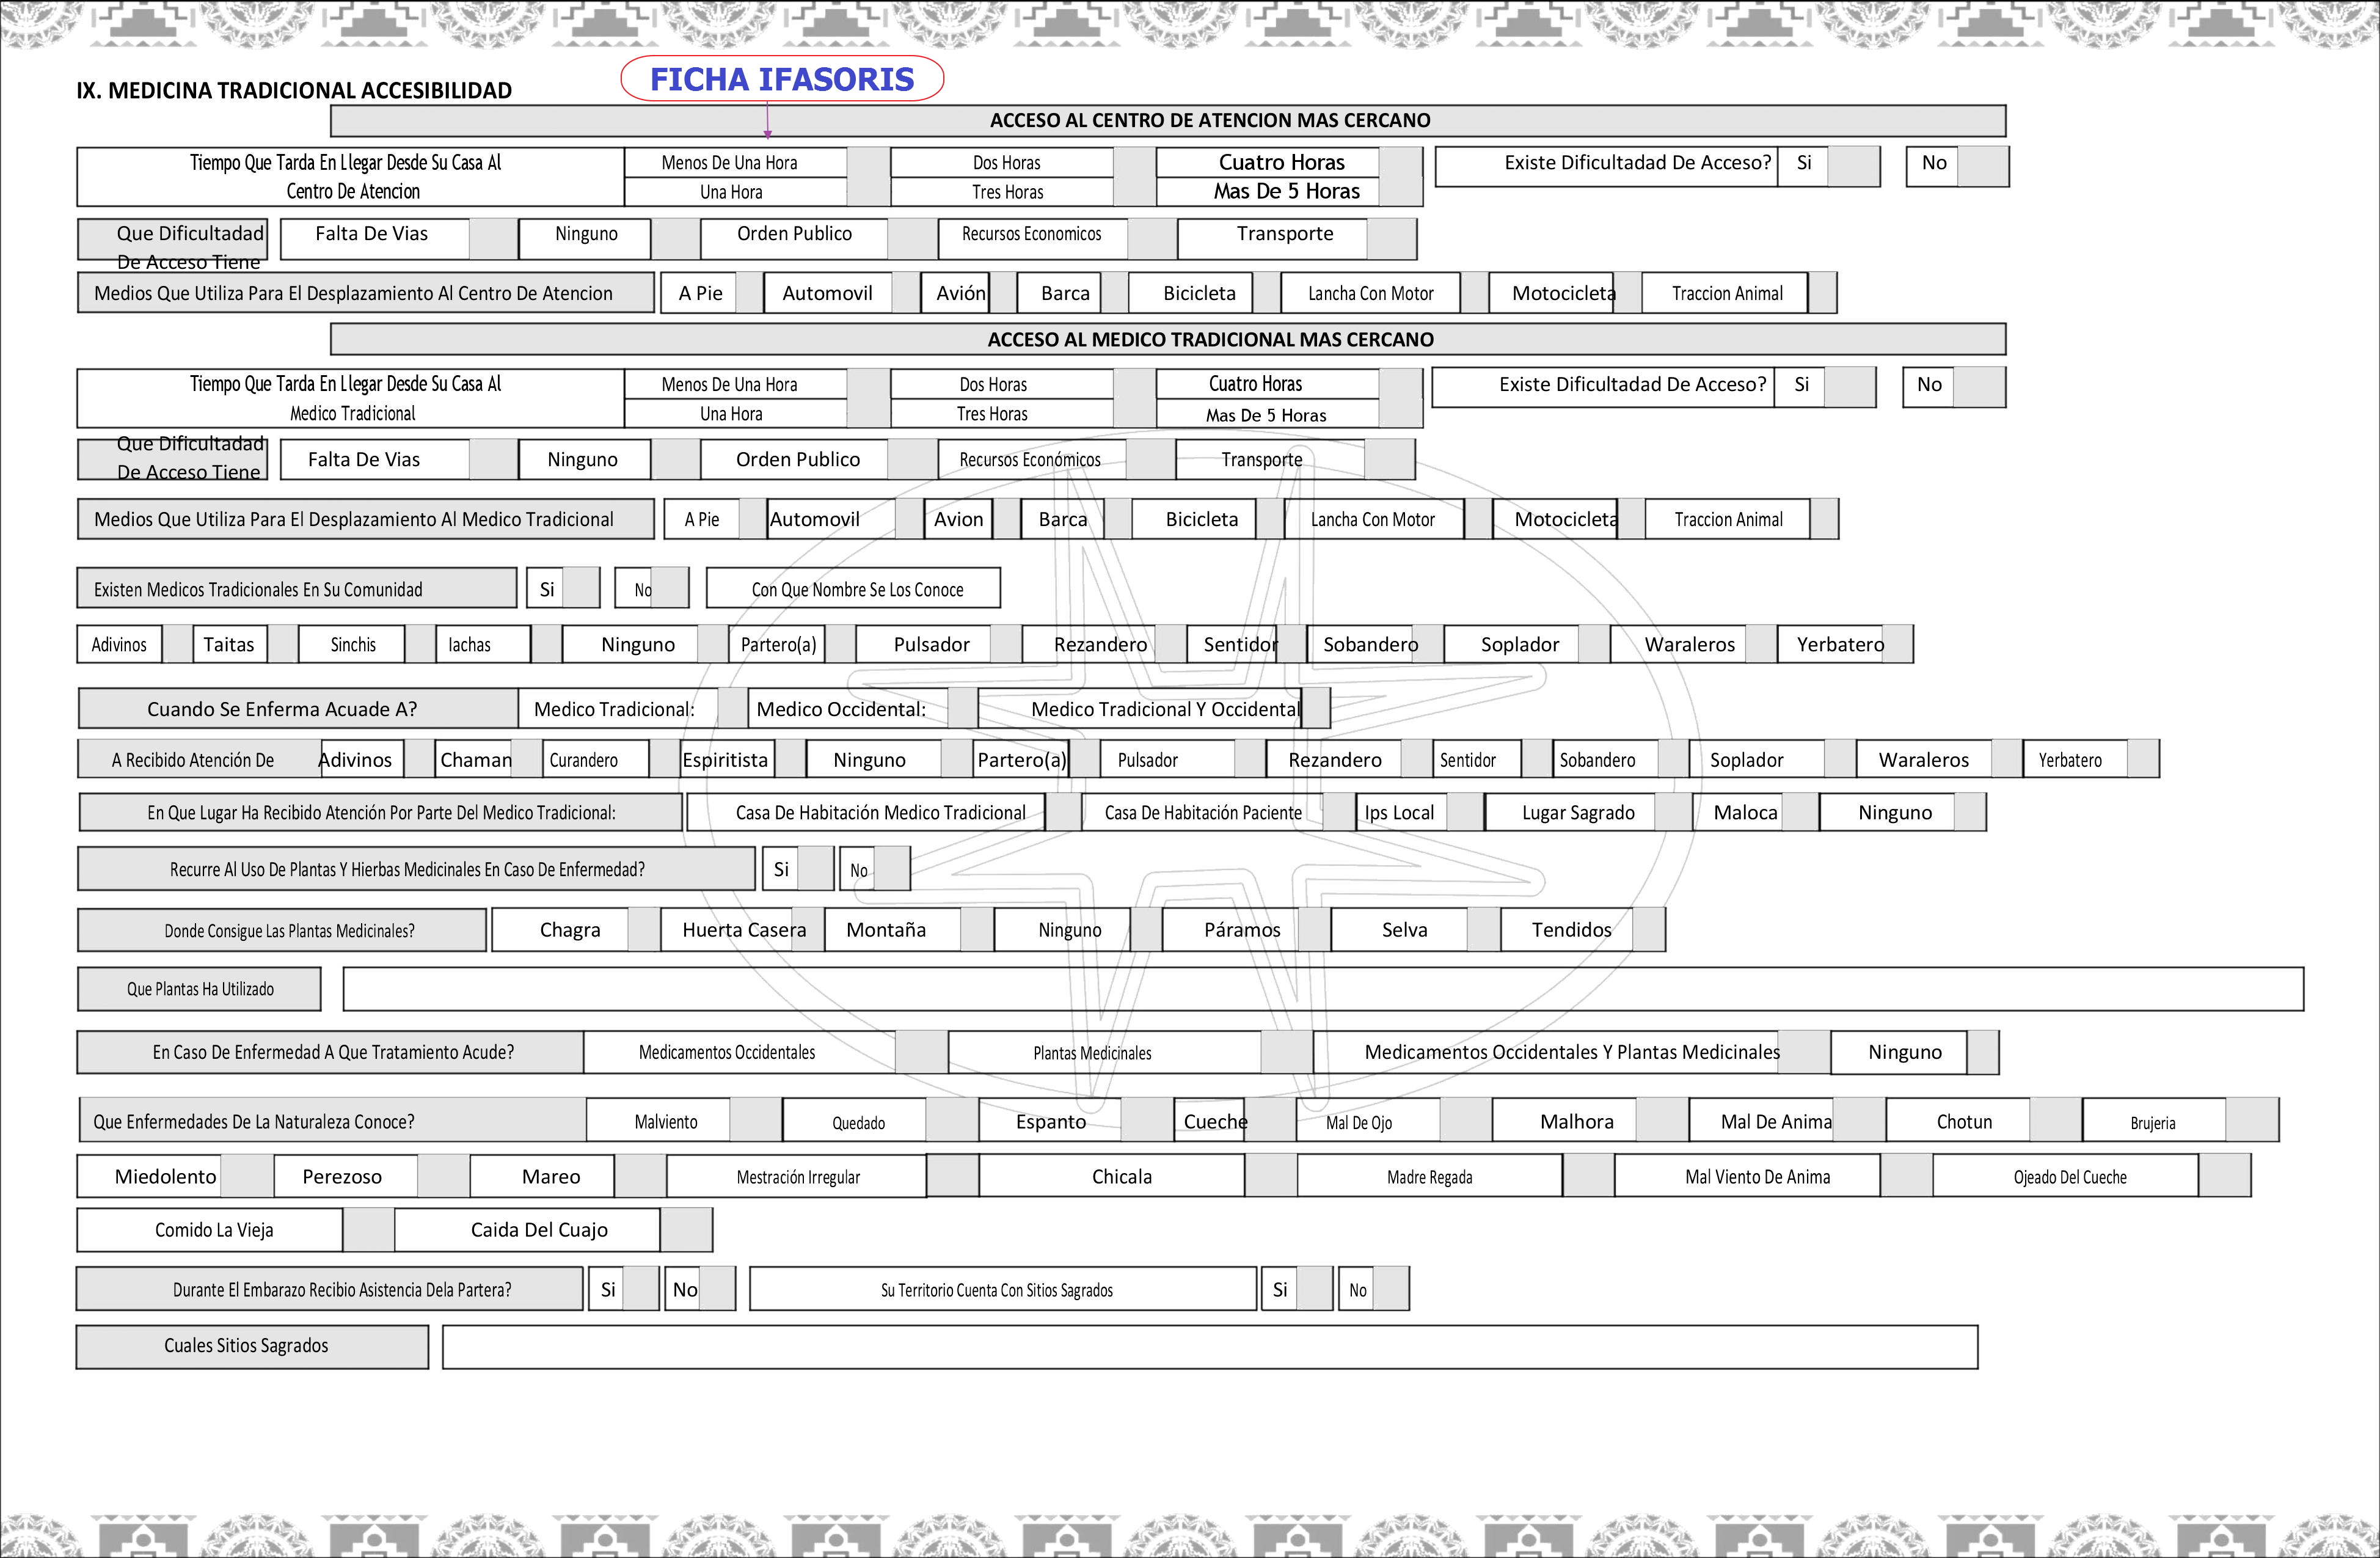 FICHA IFASORIS
IX. MEDICINA TRADICIONAL ACCESIBILIDAD
ACCESO AL CENTRO DE ATENCION MAS CERCANO
Tiempo Que Tarda En Llegar Desde Su Casa Al Menos De Una Hora Dos Horas Cuatro Horas Existe Dificultadad De Acceso? Si No
Centro De Atencion Una Hora Tres Horas Mas De 5 Horas
Que Dificultadad Falta De Vias Ninguno Orden Publico Recursos Economicos Transporte
De Acceso Tiene
Medios Que Utiliza Para El Desplazamiento Al Centro De Atencion A Pie Automovil Avión Barca Bicicleta Lancha Con Motor Motocicleta Traccion Animal
ACCESO AL MEDICO TRADICIONAL MAS CERCANO
Tiempo Que Tarda En Llegar Desde Su Casa Al Menos De Una Hora Dos Horas Cuatro Horas Existe Dificultadad De Acceso? Si No
Medico Tradicional Una Hora Tres Horas Mas De 5 Horas
Que Dificultadad
De Acceso Tiene Falta De Vias Ninguno Orden Publico Recursos Económicos Transporte
Medios Que Utiliza Para El Desplazamiento Al Medico Tradicional A Pie Automovil Avion Barca Bicicleta Lancha Con Motor Motocicleta Traccion Animal
Existen Medicos Tradicionales En Su Comunidad Si No Con Que Nombre Se Los Conoce
Adivinos Taitas Sinchis Iachas Ninguno Partero(a) Pulsador Rezandero Sentidor Sobandero Soplador Waraleros Yerbatero
Cuando Se Enferma Acuade A? Medico Tradicional: Medico Occidental: Medico Tradicional Y Occidental
A Recibido Atención De Adivinos Chaman Curandero Espiritista Ninguno Partero(a) Pulsador Rezandero Sentidor Sobandero Soplador Waraleros Yerbatero
En Que Lugar Ha Recibido Atención Por Parte Del Medico Tradicional: Casa De Habitación Medico Tradicional Casa De Habitación Paciente Ips Local Lugar Sagrado Maloca Ninguno
Recurre Al Uso De Plantas Y Hierbas Medicinales En Caso De Enfermedad? Si No
Donde Consigue Las Plantas Medicinales? Chagra Huerta Casera Montaña Ninguno Páramos Selva Tendidos
Que Plantas Ha Utilizado
En Caso De Enfermedad A Que Tratamiento Acude? Medicamentos Occidentales Plantas Medicinales Medicamentos Occidentales Y Plantas Medicinales Ninguno
Que Enfermedades De La Naturaleza Conoce? Malviento Quedado Espanto Cueche Mal De Ojo Malhora Mal De Anima Chotun Brujeria
Miedolento Perezoso Mareo Mestración Irregular Chicala Madre Regada Mal Viento De Anima Ojeado Del Cueche
Comido La Vieja Caida Del Cuajo
Durante El Embarazo Recibio Asistencia Dela Partera? Si No Su Territorio Cuenta Con Sitios Sagrados Si No
Cuales Sitios Sagrados